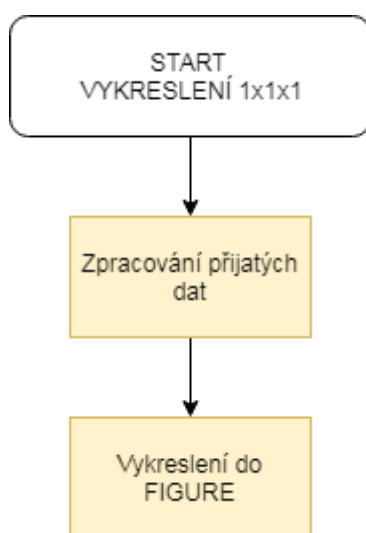 START
VYKRESLENÍ 1x1x1
Zpracování přijatých
dat
Vykreslení do
FIGURE